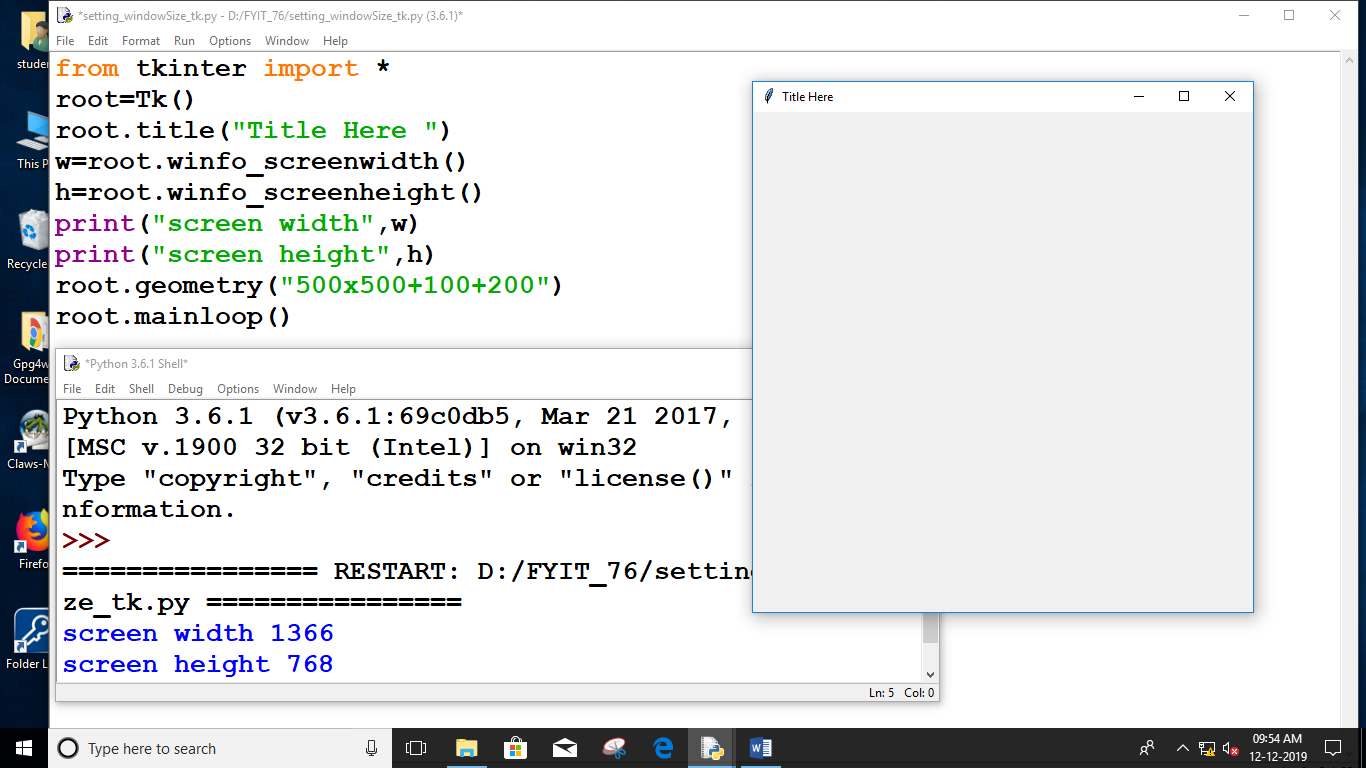 *setting_windowSize_tk.py - D:/FYIT_76/setting_windowSize_tk.py (3.6.1)*
File Edit Format Run Options Window Help
from tkinter import *
root=Tk()
root.title("Title Here ")
w=root.winfo_screenwidth()
h=root.winfo_screenheight()
print("screen width",w)
print("screen height",h)
root.geometry("500x500+100+200")
root.mainloop()
Title Here
*Python 3.6.1 Shell*
File Edit Shell Debug Options Window Help
Python 3.6.1 (v3.6.1:69c0db5, Mar 21 2017,
[MSC v.1900 32 bit (Intel)] on win32
Type "copyright", "credits" or "license()"
nformation.
>>>
================ RESTART: D:/FYIT_76/setting
ze_tk.py ================
screen width 1366
screen height 768
Ln: 5 Col: 0
studen
This P
Recycle
Gpg4w
Docume
Claws-M
Firefo
Folder L
Type here to search
09:54 AM
12-12-2019